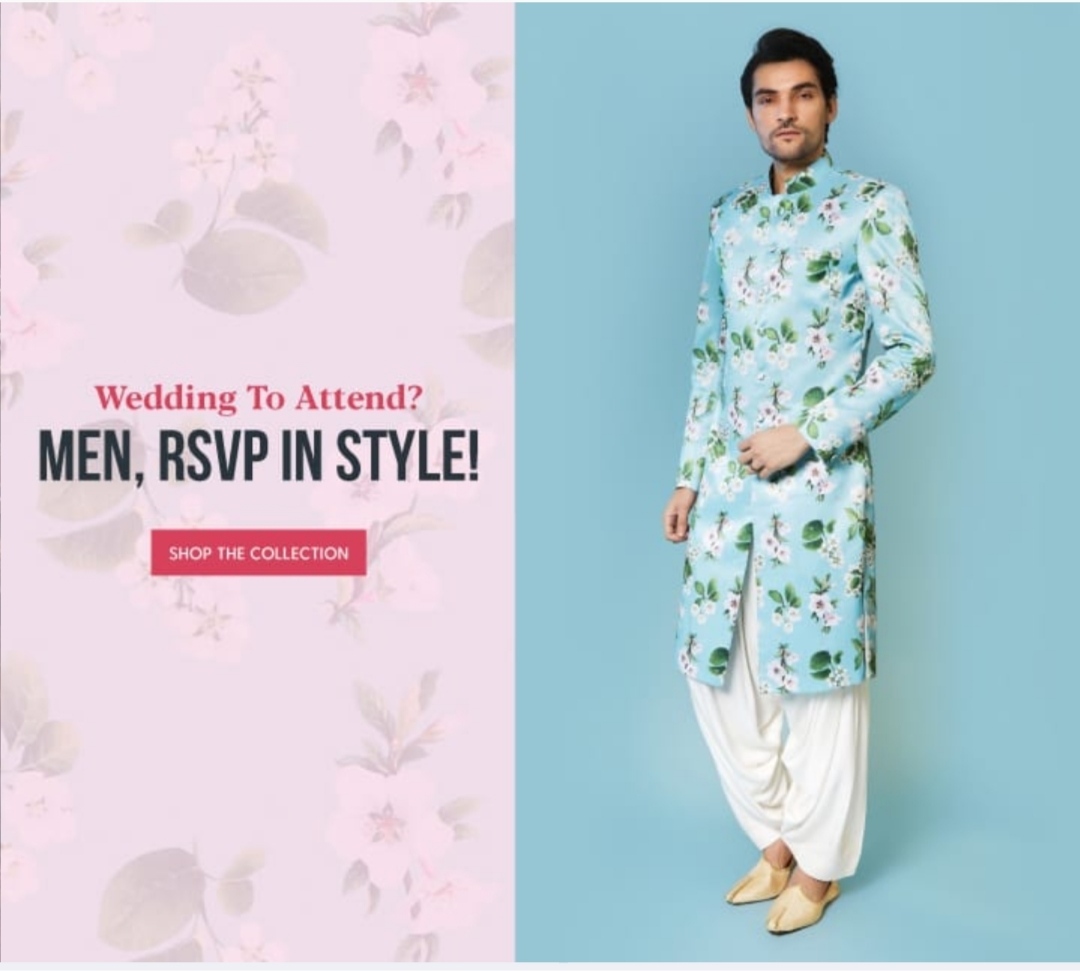 Wedding To Attend?
MEN, RSVP IN STYLE!
SHOP THE COLLECTION